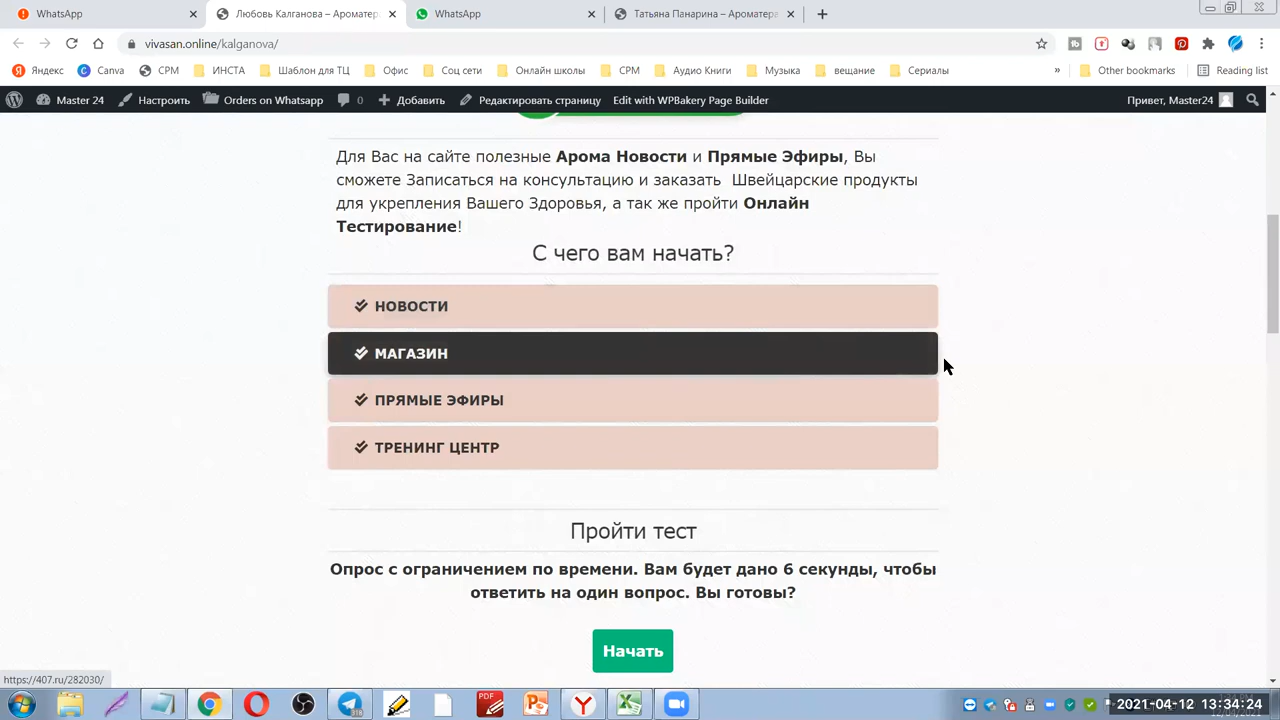 WhatsApp
Любовь Калганова – Ароматер
WhatsApp
Татьяна Панарина – Ароматера
vivasan.online/kalganova/
Яндекс Canva СРМ ИНСТА Шаблон для ТЦ Офис Соц сети Онлайн школы СРМ Аудио Книги Музыка вещание Сериалы » Other bookmarks Reading list
Master 24 Настроить Orders on Whatsapp 0 Добавить Редактировать страницу Edit with WPBakery Page Builder Привет, Master24
Для Вас на сайте полезные Арома Новости и Прямые Эфиры, Вы
сможете Записаться на консультацию и заказать Швейцарские продукты
для укрепления Вашего Здоровья, а так же пройти Онлайн
Тестирование!
С чего вам начать?
НОВОСТИ
МАГАЗИН
ПРЯМЫЕ ЭФИРЫ
ТРЕНИНГ ЦЕНТР
Пройти тест
Опрос с ограничением по времени. Вам будет дано 6 секунды, чтобы
ответить на один вопрос. Вы готовы?
Начать
https://407.ru/282030/
PDF
2021-04-12 13:34:24